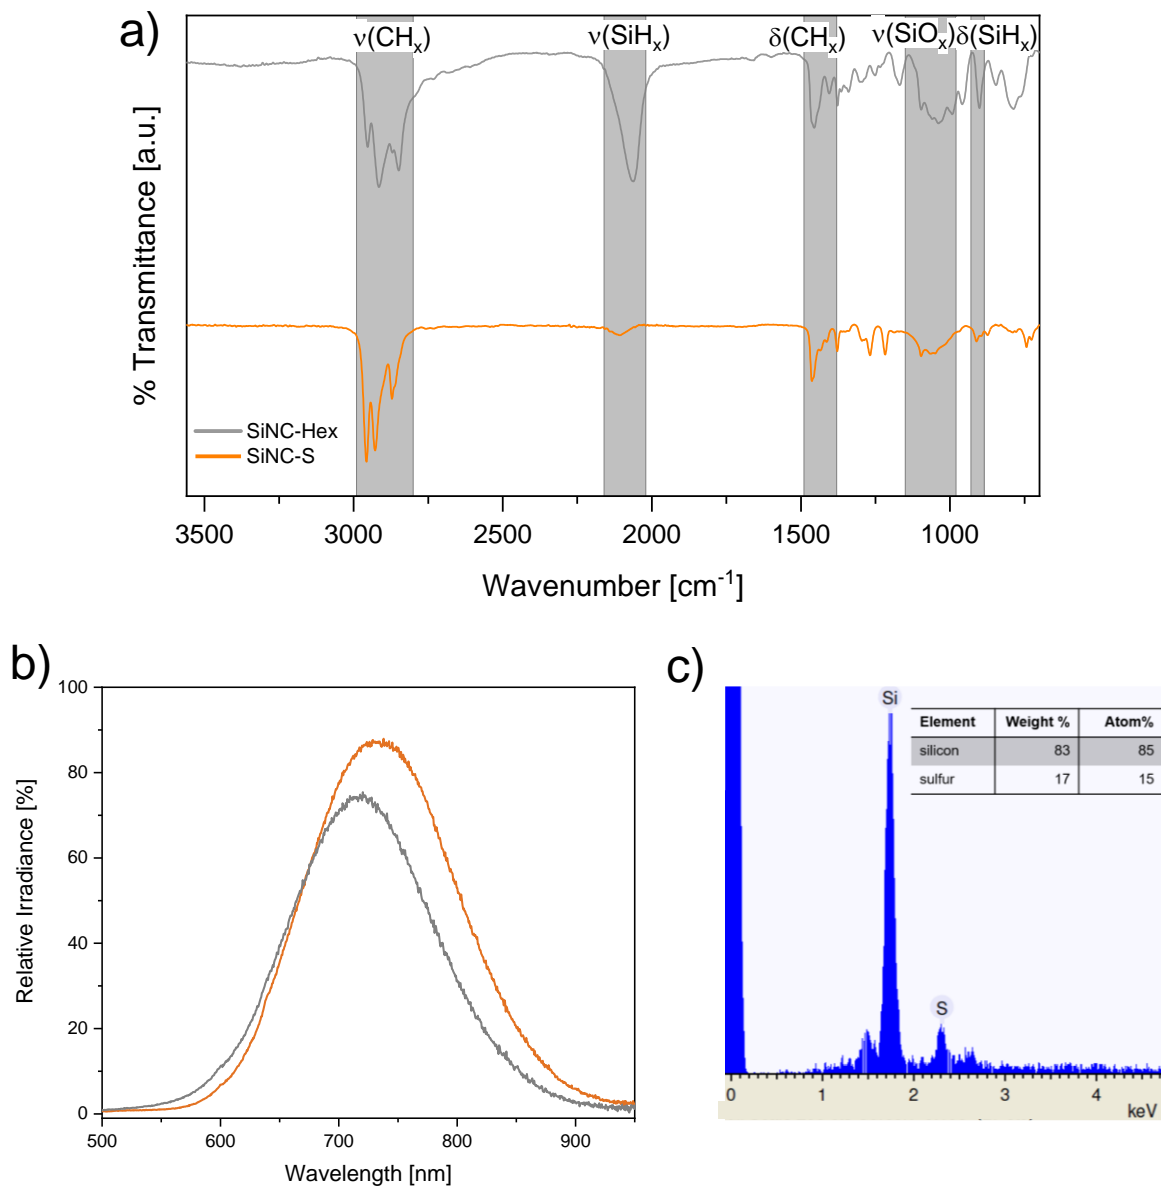 a)
ν(CHₓ)
ν(SiHₓ)
δ(CHₓ)
ν(SiOₓ)
δ(SiHₓ)
% Transmittance [a.u.]
SiNC-Hex
SiNC-S
3500 3000 2500 2000 1500 1000
Wavenumber [cm⁻¹]
b)
100
80
60
40
20
0
Relative Irradiance [%]
500 600 700 800 900
Wavelength [nm]
c)
Si
Element Weight % Atom%
silicon 83 85
sulfur 17 15
S
0 1 2 3 4
keV